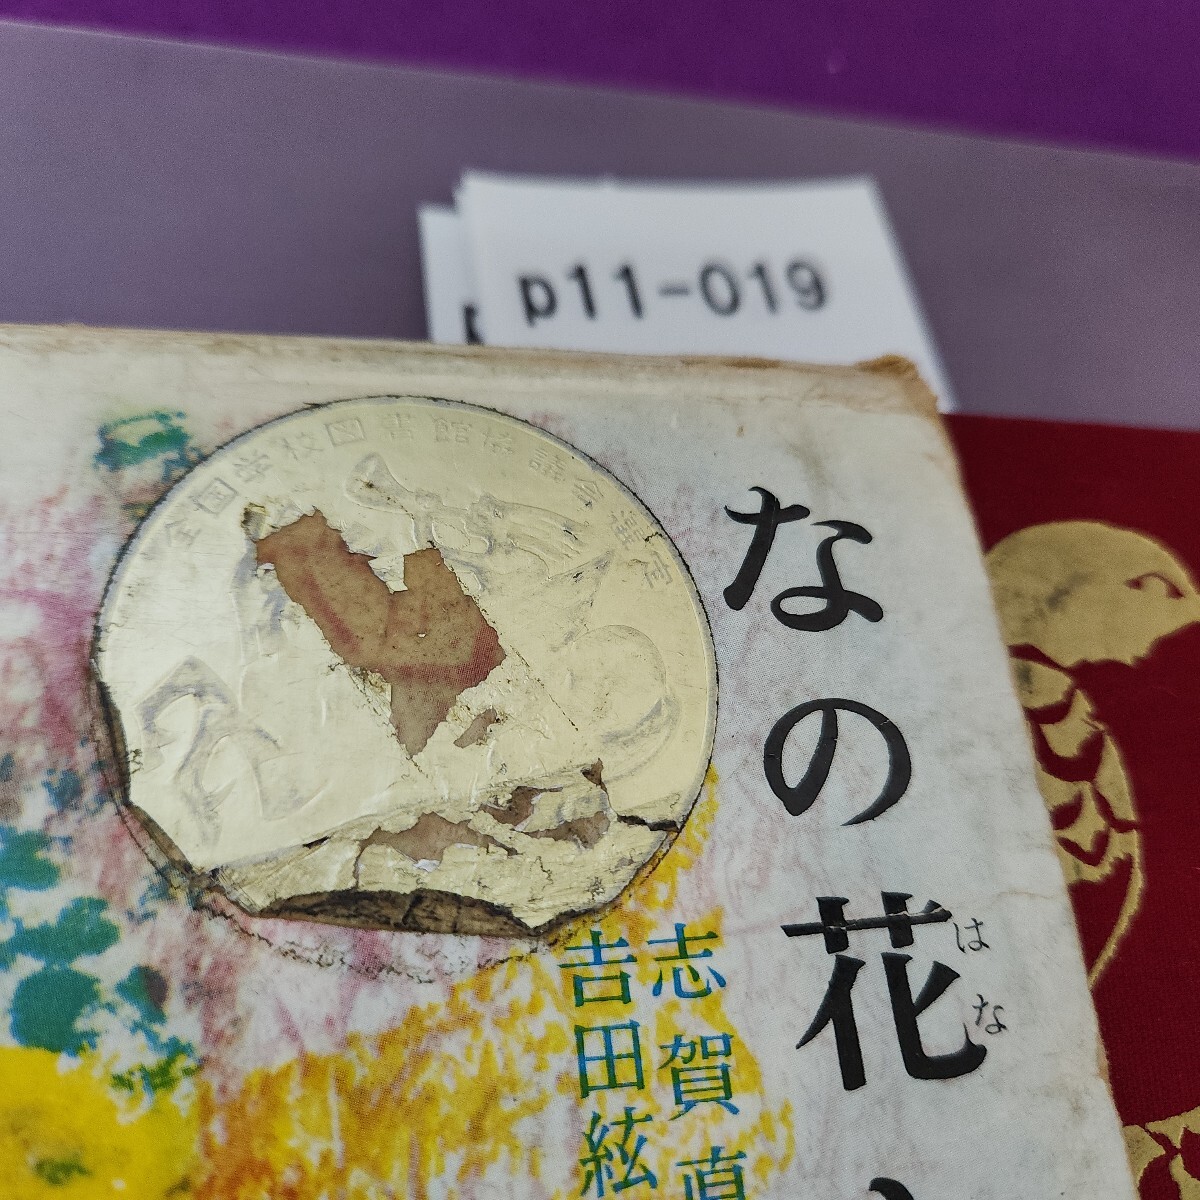 p11-019
全国学校図書館協議会選定
なの花
はな
志賀直
吉田絃